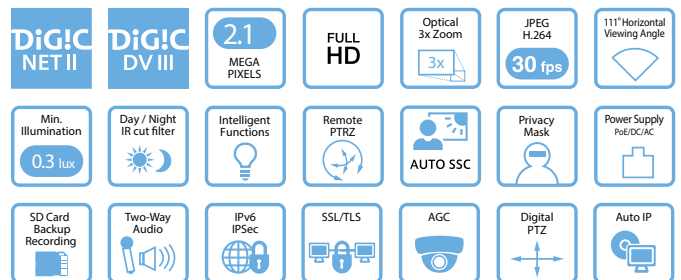 DiG!C
NET II
DiG!C
DV III
2.1
MEGA
PIXELS
FULL
HD
Optical
3x Zoom
3x
JPEG
H.264
30 fps
111° Horizontal
Viewing Angle
Min.
Illumination
0.3 lux
Day / Night
IR cut filter
Intelligent
Functions
Remote
PTRZ
AUTO SSC
Privacy
Mask
Power Supply
PoE/DC/AC
SD Card
Backup
Recording
Two-Way
Audio
IPv6
IPSec
SSL/TLS
AGC
Digital
PTZ
Auto IP